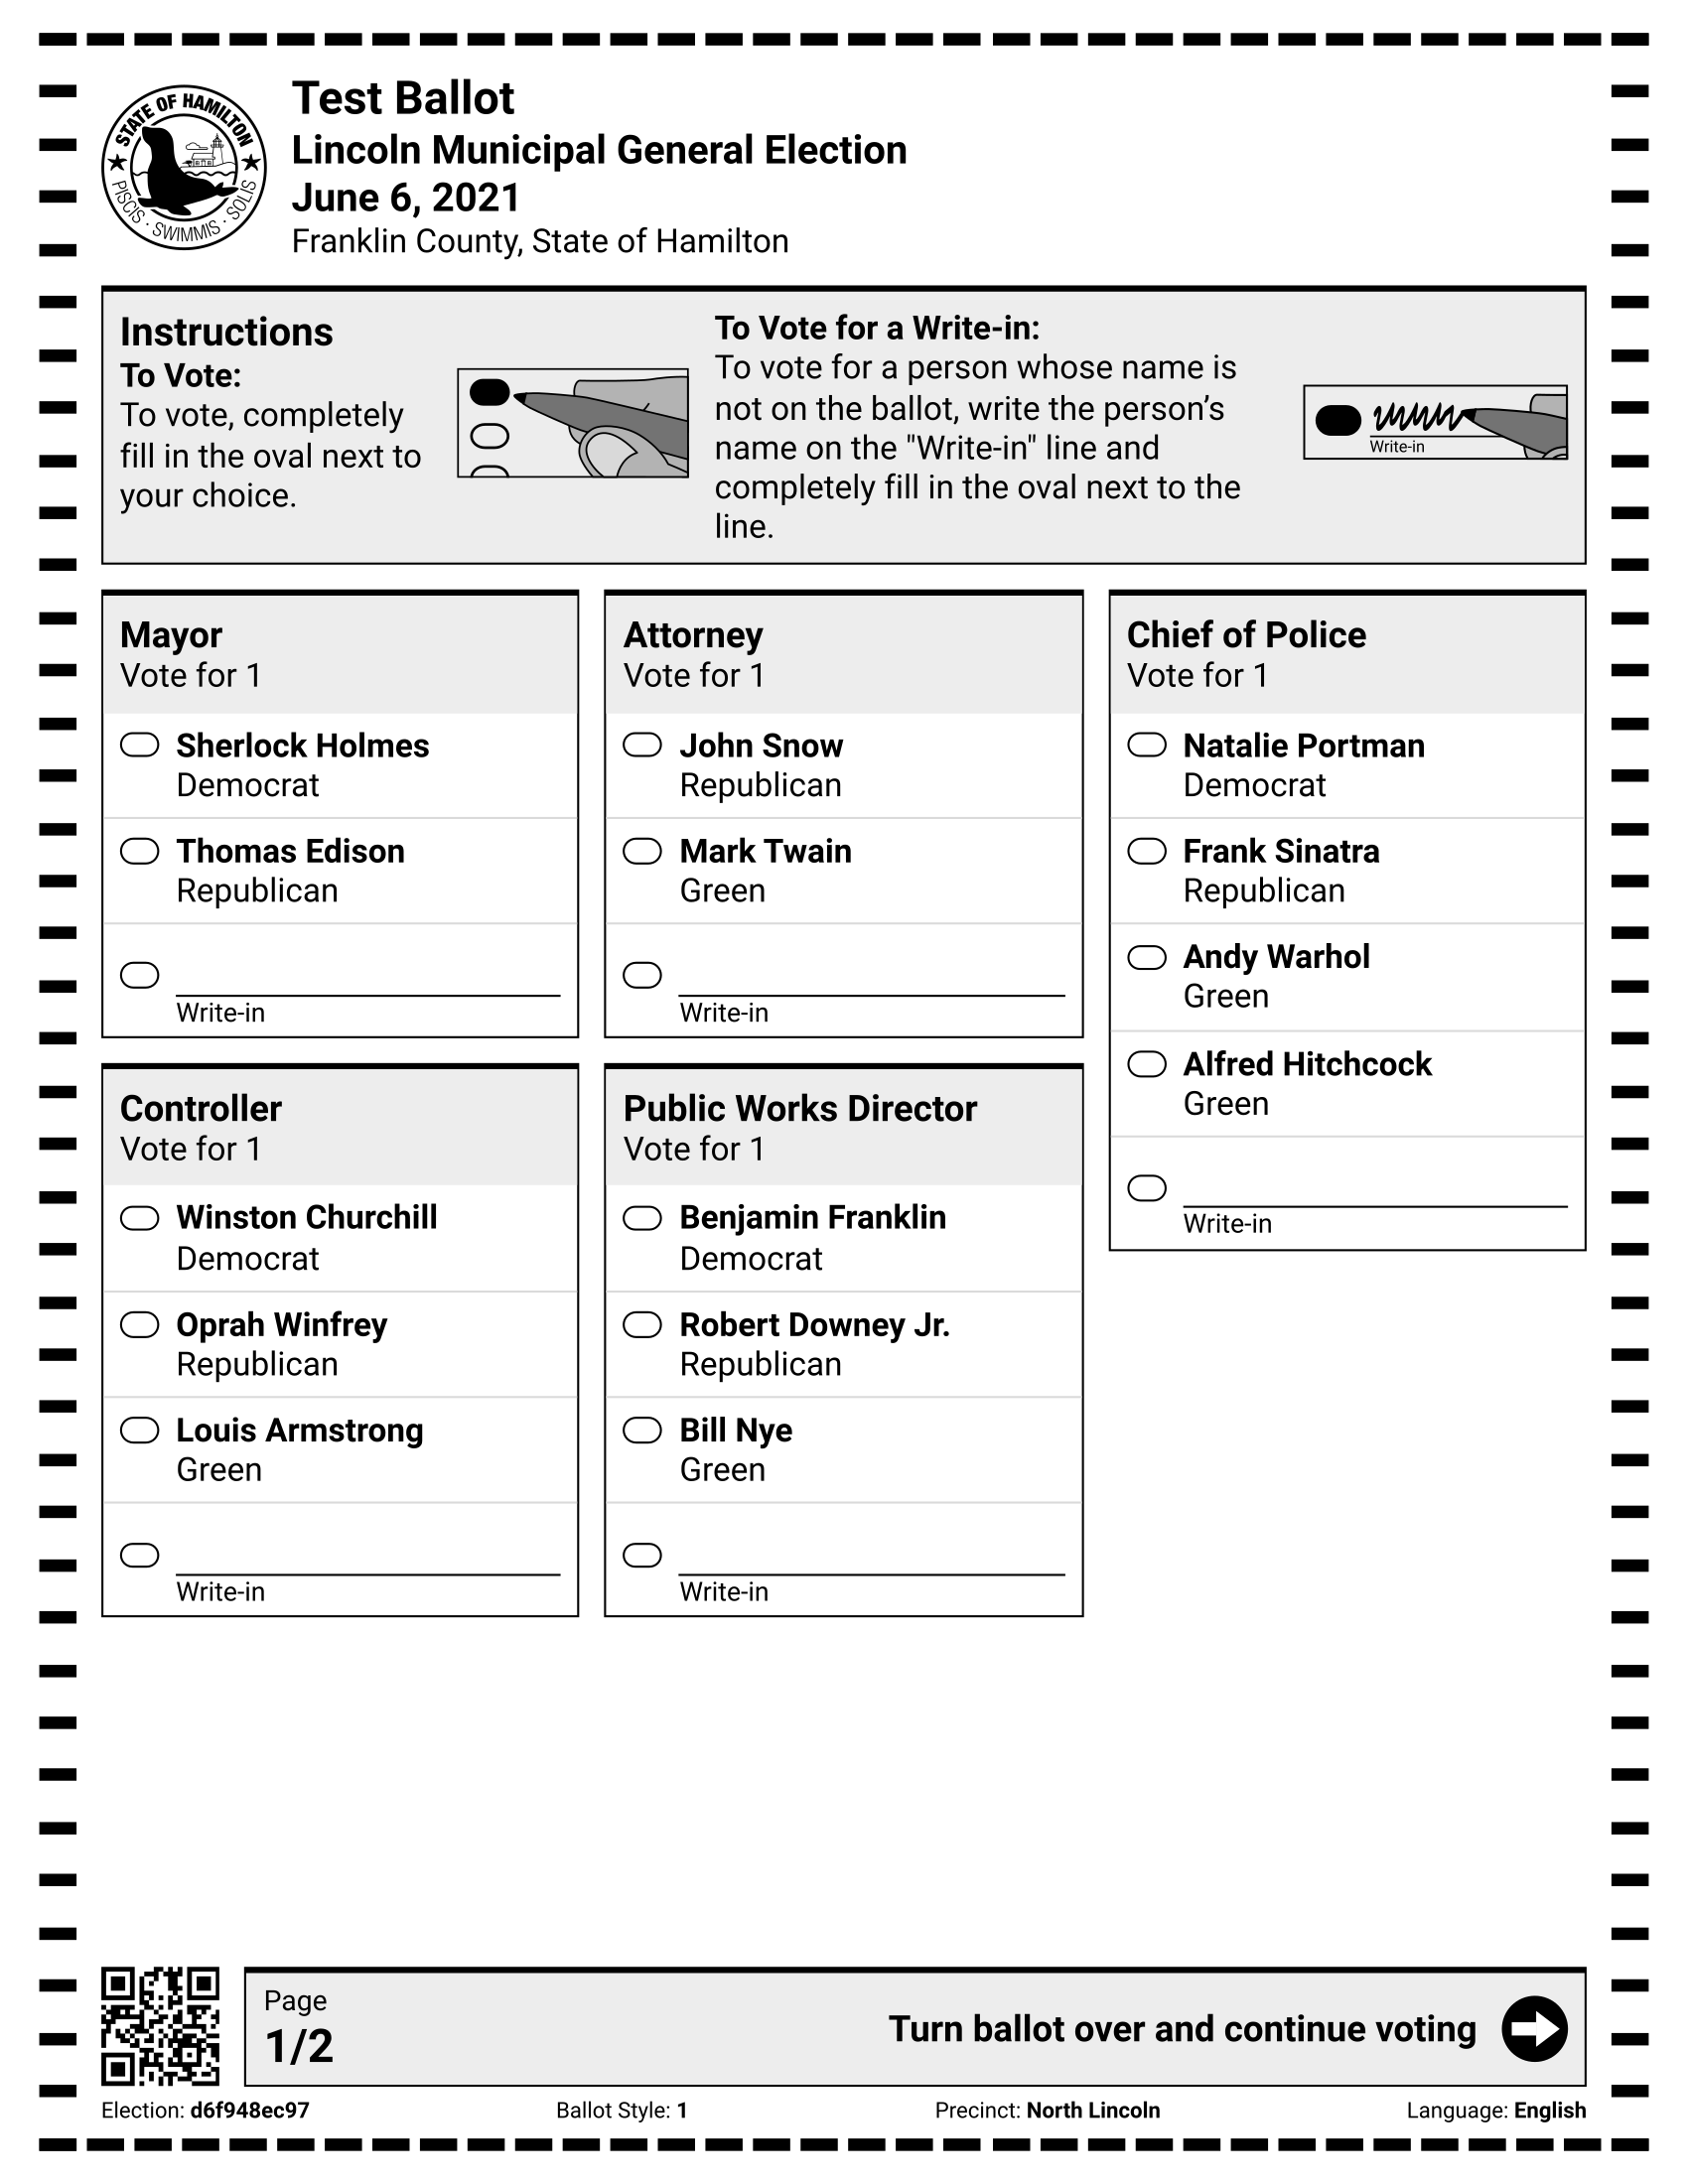 STATE OF HAMILTON
PISCIS · SWIMMIS · SOLIS
Test Ballot
Lincoln Municipal General Election
June 6, 2021
Franklin County, State of Hamilton
Instructions
To Vote:
To vote, completely
fill in the oval next to
your choice.
To Vote for a Write-in:
To vote for a person whose name is
not on the ballot, write the person’s
name on the "Write-in" line and
completely fill in the oval next to the
line.
Write-in
Mayor
Vote for 1
Sherlock Holmes
Democrat
Thomas Edison
Republican
Write-in
Controller
Vote for 1
Winston Churchill
Democrat
Oprah Winfrey
Republican
Louis Armstrong
Green
Write-in
Attorney
Vote for 1
John Snow
Republican
Mark Twain
Green
Write-in
Public Works Director
Vote for 1
Benjamin Franklin
Democrat
Robert Downey Jr.
Republican
Bill Nye
Green
Write-in
Chief of Police
Vote for 1
Natalie Portman
Democrat
Frank Sinatra
Republican
Andy Warhol
Green
Alfred Hitchcock
Green
Write-in
Page
1/2
Turn ballot over and continue voting
Election: d6f948ec97
Ballot Style: 1
Precinct: North Lincoln
Language: English